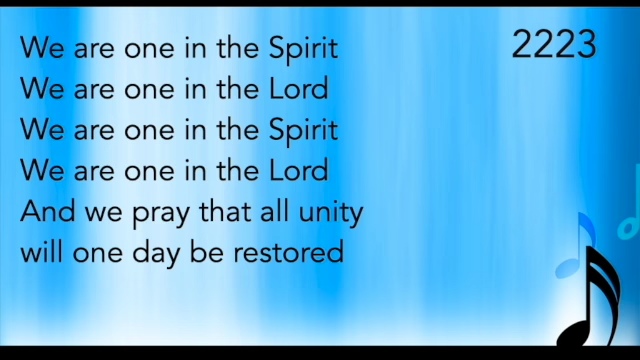 We are one in the Spirit
2223
We are one in the Lord
We are one in the Spirit
We are one in the Lord
And we pray that all unity
will one day be restored